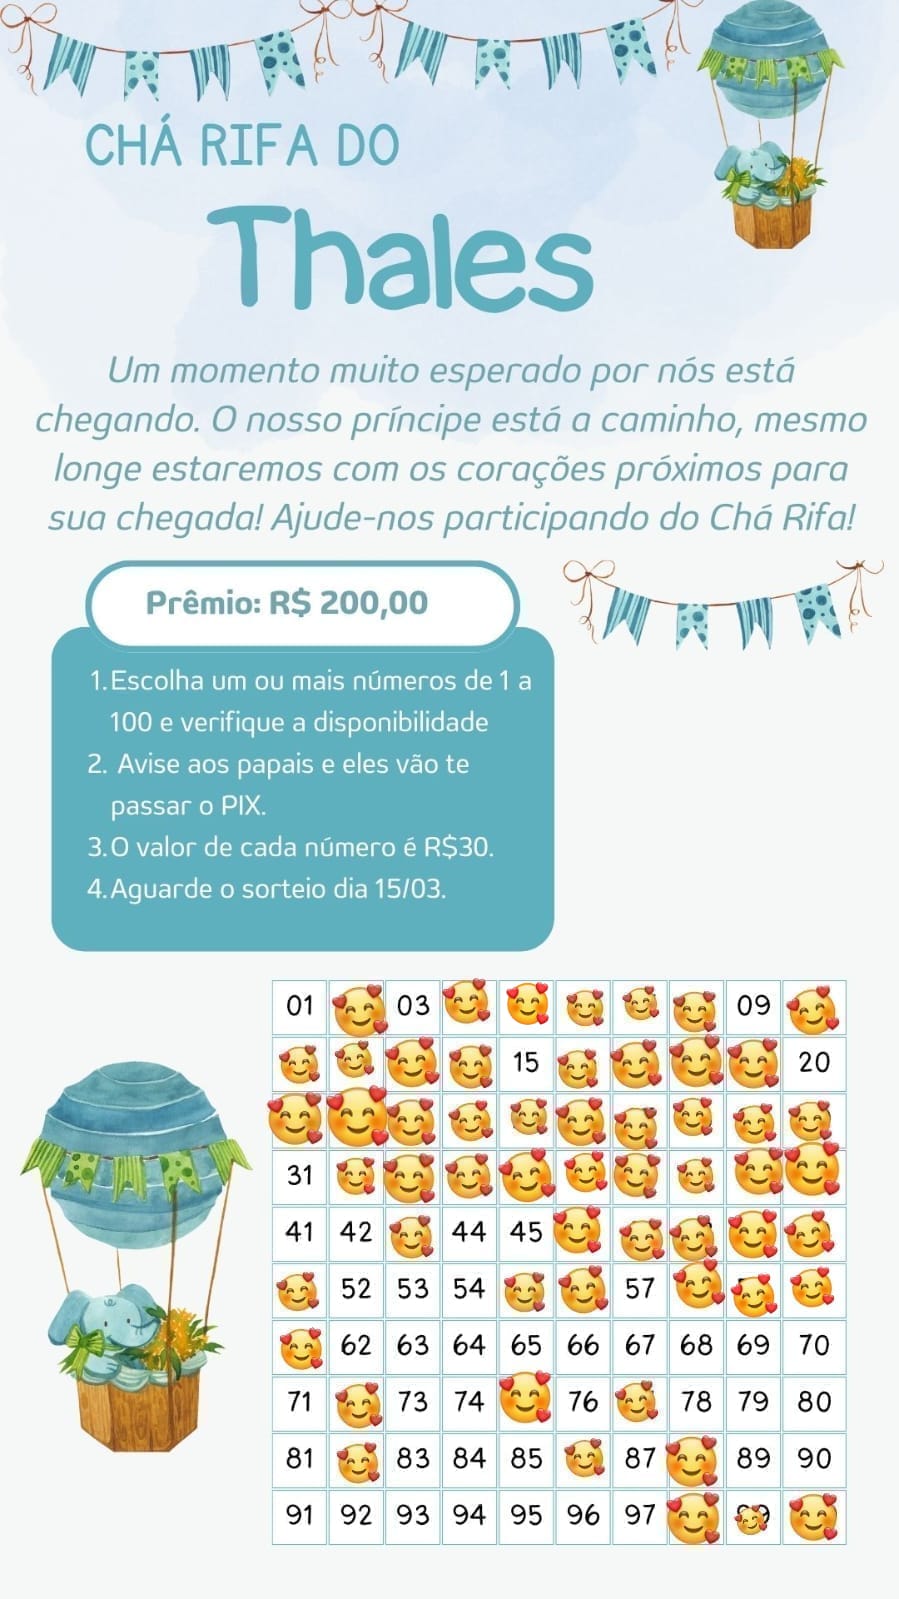 CHÁ RIFA DO
Thales
Um momento muito esperado por nós está
chegando. O nosso príncipe está a caminho, mesmo
longe estaremos com os corações próximos para
sua chegada! Ajude-nos participando do Chá Rifa!
Prêmio: R$ 200,00
1. Escolha um ou mais números de 1 a
100 e verifique a disponibilidade
2. Avise aos papais e eles vão te
passar o PIX.
3. O valor de cada número é R$30.
4. Aguarde o sorteio dia 15/03.
01 03 09
15 20
31
41 42 44 45
52 53 54 57
62 63 64 65 66 67 68 69 70
71 73 74 76 78 79 80
81 83 84 85 87 89 90
91 92 93 94 95 96 97